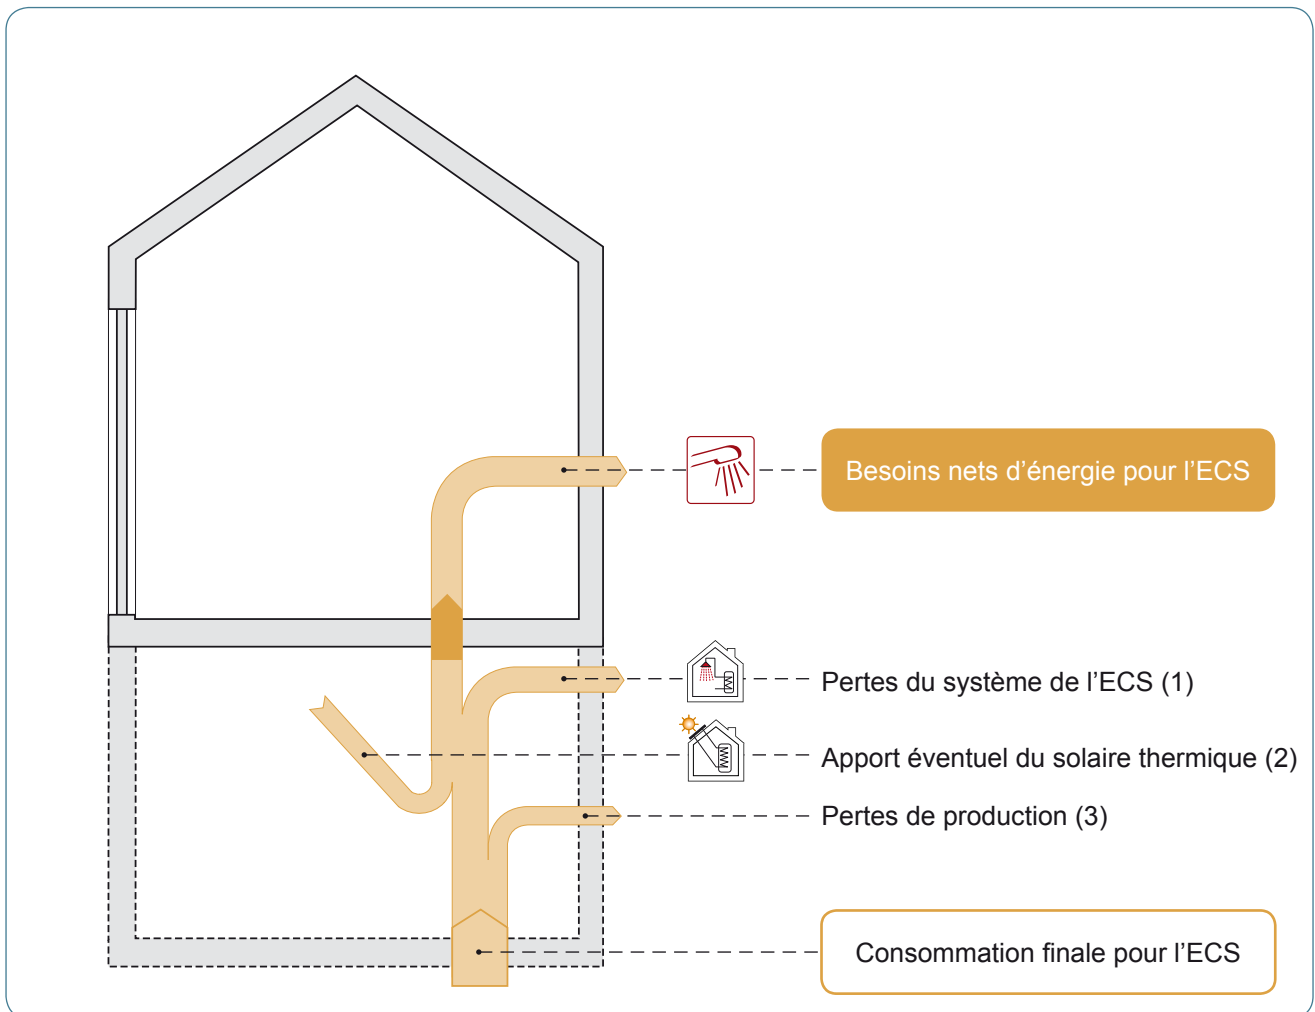 Besoins nets d’énergie pour l’ECS
Pertes du système de l’ECS (1)
Apport éventuel du solaire thermique (2)
Pertes de production (3)
Consommation finale pour l’ECS